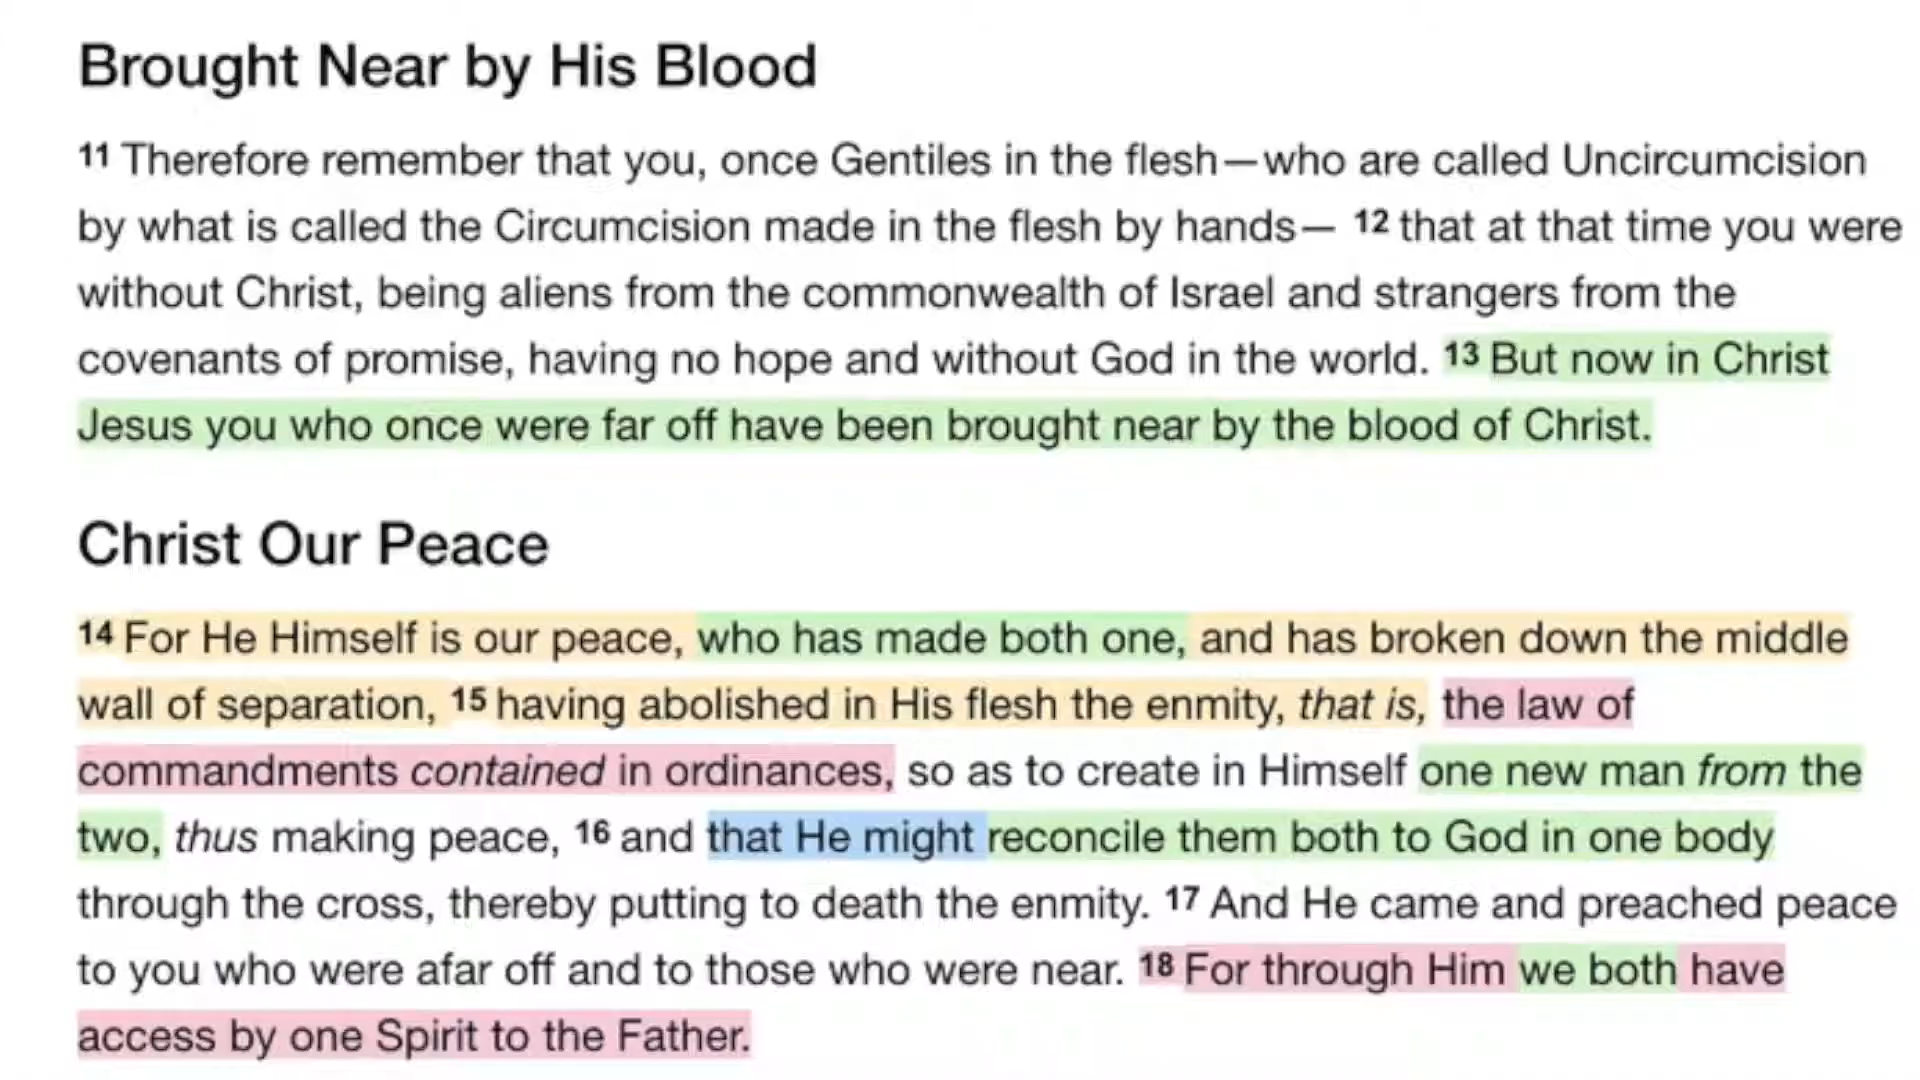 Brought Near by His Blood
11 Therefore remember that you, once Gentiles in the flesh—who are called Uncircumcision
by what is called the Circumcision made in the flesh by hands— 12 that at that time you were
without Christ, being aliens from the commonwealth of Israel and strangers from the
covenants of promise, having no hope and without God in the world. 13 But now in Christ
Jesus you who once were far off have been brought near by the blood of Christ.
Christ Our Peace
14 For He Himself is our peace, who has made both one, and has broken down the middle
wall of separation, 15 having abolished in His flesh the enmity, that is, the law of
commandments contained in ordinances, so as to create in Himself one new man from the
two, thus making peace, 16 and that He might reconcile them both to God in one body
through the cross, thereby putting to death the enmity. 17 And He came and preached peace
to you who were afar off and to those who were near. 18 For through Him we both have
access by one Spirit to the Father.